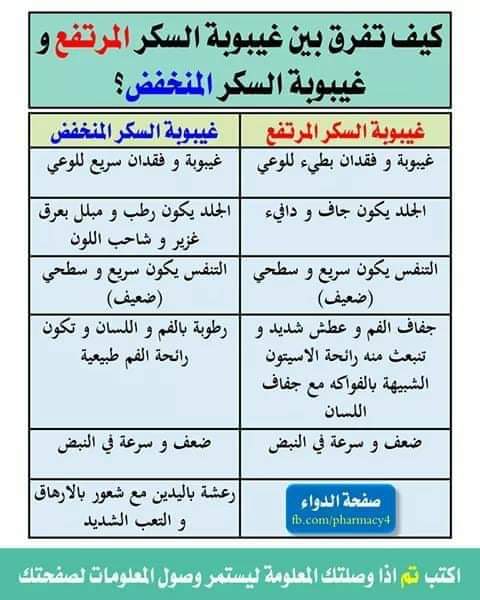 كيف تفرق بين غيبوبة السكر المرتفع و
غيبوبة السكر المنخفض؟
غيبوبة السكر المرتفع
غيبوبة السكر المنخفض
غيبوبة و فقدان بطيء للوعي
غيبوبة و فقدان سريع للوعي
الجلد يكون جاف و دافيء
الجلد يكون رطب و مبلل بعرق
غزير و شاحب اللون
التنفس يكون سريع و سطحي
(ضعيف)
التنفس يكون سريع و سطحي
(ضعيف)
جفاف الفم و عطش شديد و
تنبعث منه رائحة الاسيتون
الشبيهة بالفواكه مع جفاف
اللسان
رطوبة بالفم و اللسان و تكون
رائحة الفم طبيعية
ضعف و سرعة في النبض
ضعف و سرعة في النبض
صفحة الدواء
fb.com/pharmacy4
رعشة باليدين مع شعور بالارهاق
و التعب الشديد
اكتب تم اذا وصلتك المعلومة ليستمر وصول المعلومات لصفحتك